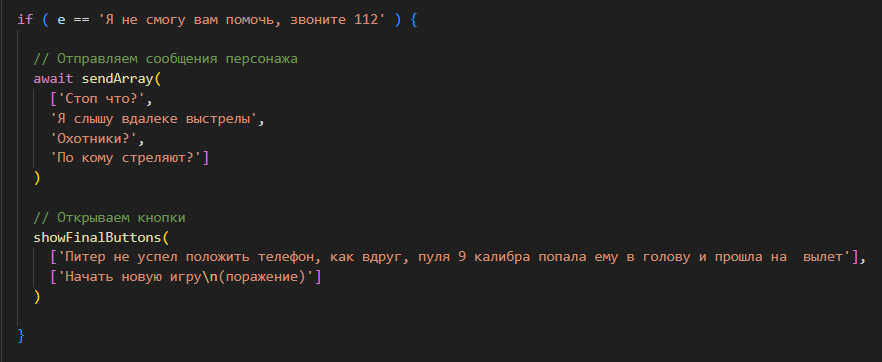 if ( e == 'Я не смогу вам помочь, звоните 112' ) {
// Отправляем сообщения персонажа
await sendArray(
['Стоп что?',
'Я слышу вдалеке выстрелы',
'Охотники?',
'По кому стреляют?']
)
// Открываем кнопки
showFinalButtons(
['Питер не успел положить телефон, как вдруг, пуля 9 калибра попала ему в голову и прошла на  вылет'],
['Начать новую игру\n(поражение)']
)
}